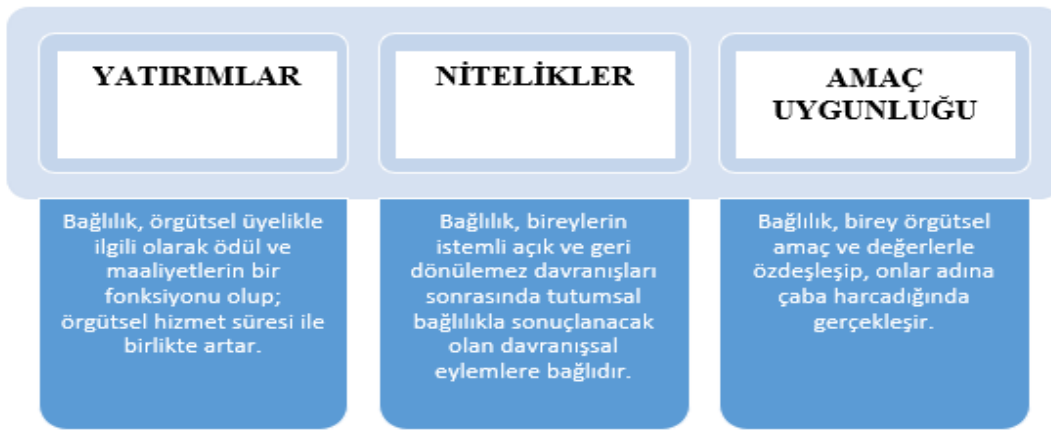 YATIRIMLAR
Bağlılık, örgütsel üyelikle
ilgili olarak ödül ve
maaliyetlerin bir
fonksiyonu olup;
örgütsel hizmet süresi ile
birlikte artar.
NİTELİKLER
Bağlılık, bireylerin
istemli açık ve geri
dönülemez davranışları
sonrasında tutumsal
bağlılıkla sonuçlanacak
olan davranışsal
eylemlere bağlıdır.
AMAÇ
UYGUNLUĞU
Bağlılık, birey örgütsel
amaç ve değerlerle
özdeşleşip, onlar adına
çaba harcadığında
gerçekleşir.